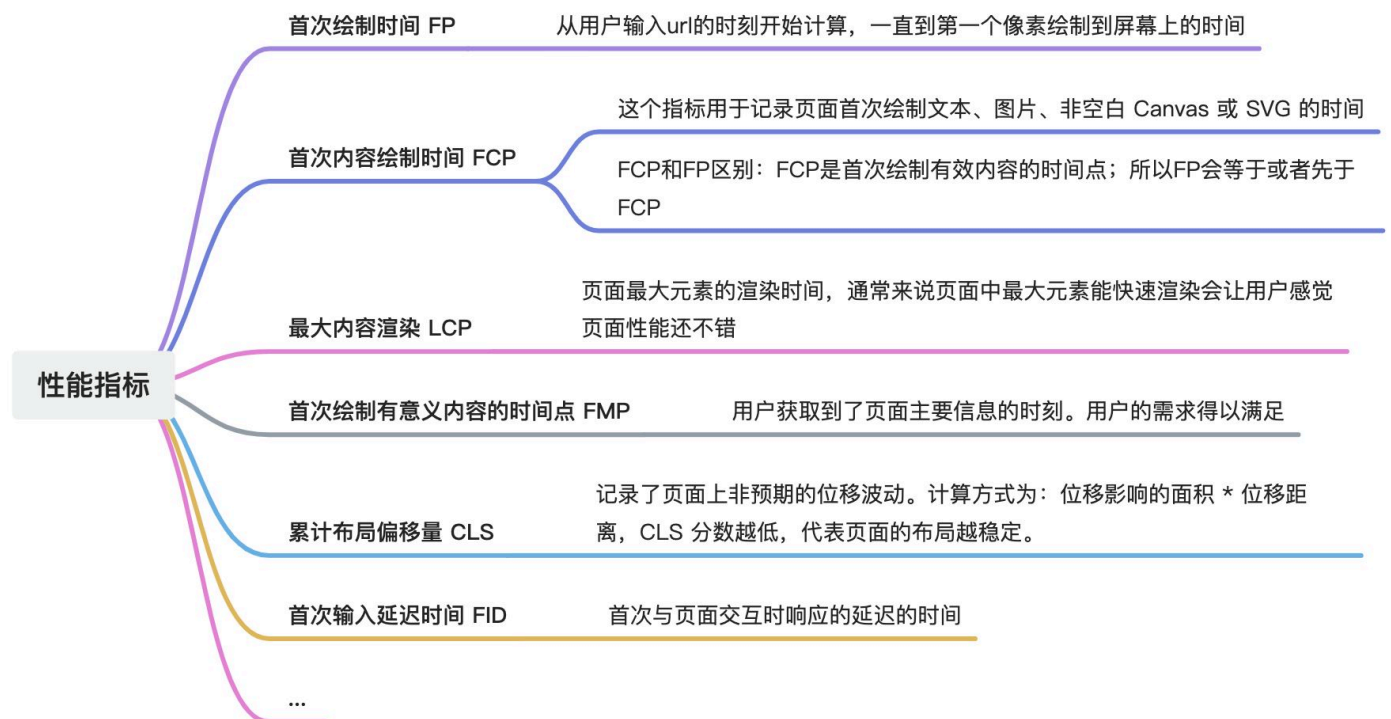 首次绘制时间 FP
从用户输入url的时刻开始计算，一直到第一个像素绘制到屏幕上的时间
首次内容绘制时间 FCP
这个指标用于记录页面首次绘制文本、图片、非空白 Canvas 或 SVG 的时间
FCP和FP区别：FCP是首次绘制有效内容的时间点；所以FP会等于或者先于
FCP
最大内容渲染 LCP
页面最大元素的渲染时间，通常来说页面中最大元素能快速渲染会让用户感觉
页面性能还不错
性能指标
首次绘制有意义内容的时间点 FMP
用户获取到了页面主要信息的时刻。用户的需求得以满足
累计布局偏移量 CLS
记录了页面上非预期的位移波动。计算方式为：位移影响的面积 * 位移距
离，CLS 分数越低，代表页面的布局越稳定。
首次输入延迟时间 FID
首次与页面交互时响应的延迟的时间
...